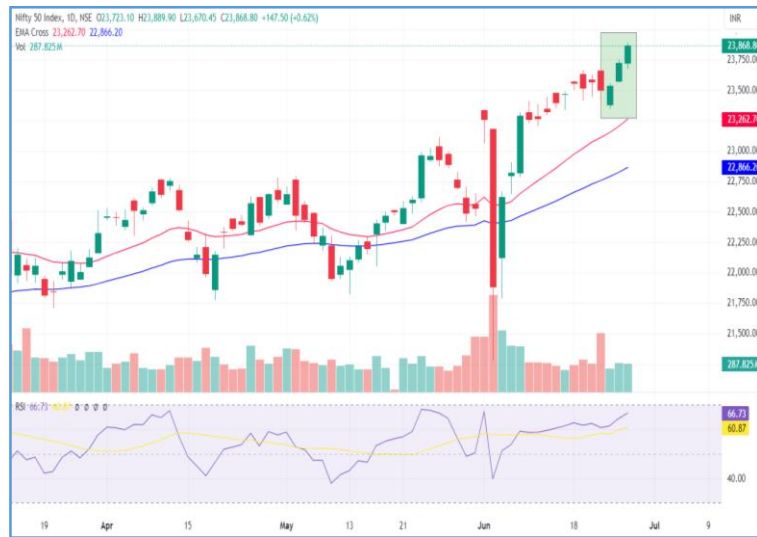 Nifty 50 Index, 1D, NSE O23,723.10 H23,889.90 L23,670.45 C23,868.80 +147.50 (+0.62%)
INR
EMA Cross 23,262.70 22,866.20
Vol 287.825M
23,868.80
23,750.00
23,500.00
23,262.70
23,000.00
22,866.20
22,750.00
22,500.00
22,250.00
22,000.00
21,750.00
21,500.00
287.825M
RSI 66.73 60.87 ø ø ø ø
66.73
60.87
40.00
19 Apr 15 May 13 21 Jun 18 Jul 9